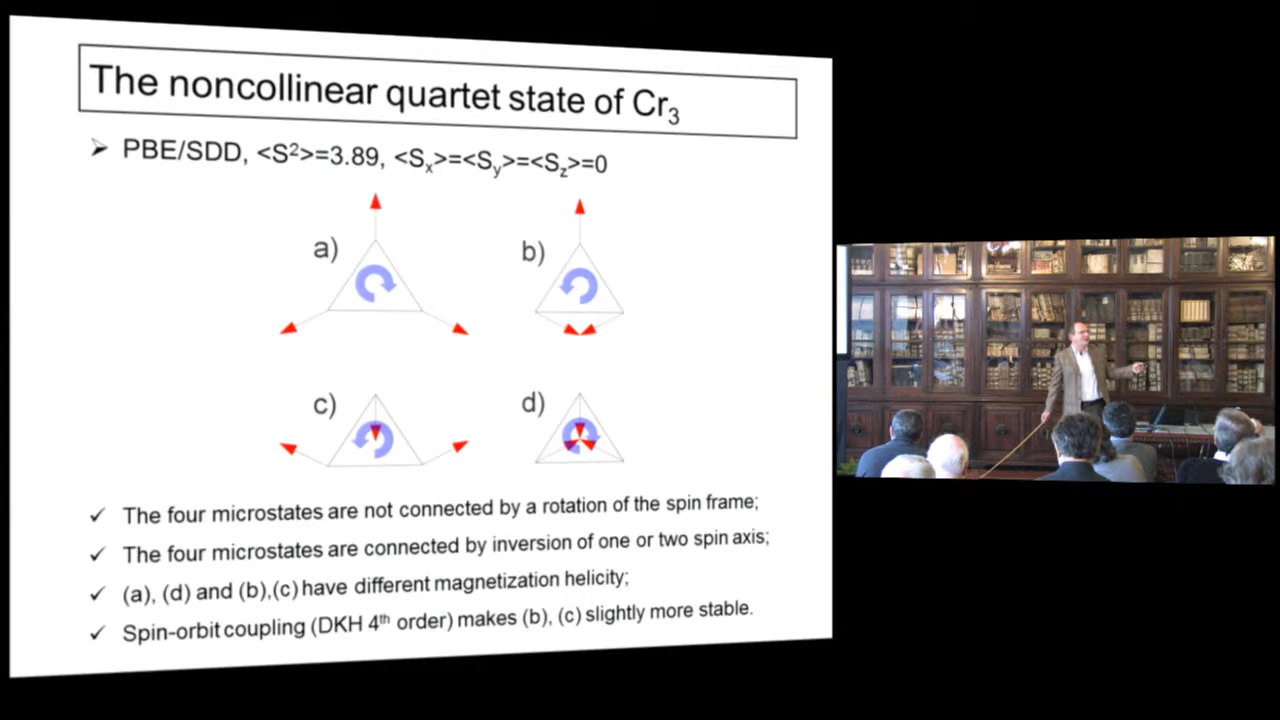 The noncollinear quartet state of Cr₃
➢ PBE/SDD, <S²>=3.89, <Sₓ>=<Sᵧ>=<S_z>=0
a)
b)
c)
d)
✓ The four microstates are not connected by a rotation of the spin frame;
✓ The four microstates are connected by inversion of one or two spin axis;
✓ (a), (d) and (b),(c) have different magnetization helicity;
✓ Spin-orbit coupling (DKH 4ᵗʰ order) makes (b), (c) slightly more stable.